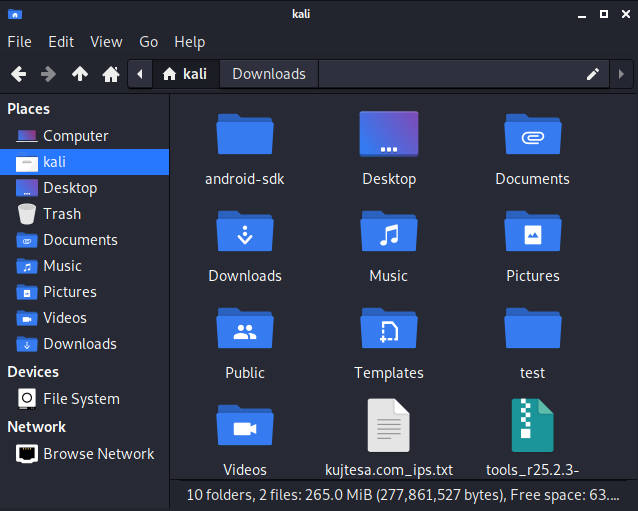 kali
File Edit View Go Help
kali Downloads
Places
Computer
kali
Desktop
Trash
Documents
Music
Pictures
Videos
Downloads
Devices
File System
Network
Browse Network
android-sdk Desktop Documents
Downloads Music Pictures
Public Templates test
Videos kujtesa.com_ips.txt tools_r25.2.3-
10 folders, 2 files: 265.0 MiB (277,861,527 bytes), Free space: 63....